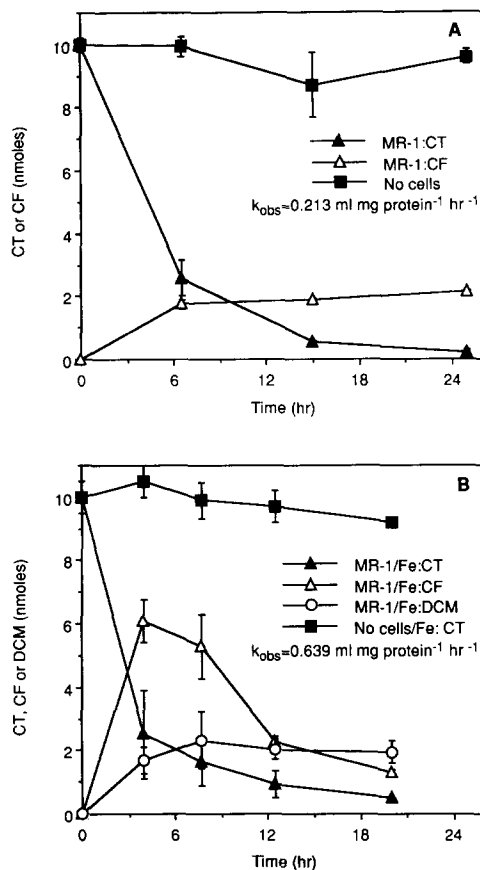 A
10
8
6
4
2
0
CT or CF (nmoles)
MR-1:CT
MR-1:CF
No cells
k_obs=0.213 ml mg protein⁻¹ hr⁻¹
0 6 12 18 24
Time (hr)
B
10
8
6
4
2
0
CT, CF or DCM (nmoles)
MR-1/Fe:CT
MR-1/Fe:CF
MR-1/Fe:DCM
No cells/Fe: CT
k_obs=0.639 ml mg protein⁻¹ hr⁻¹
0 6 12 18 24
Time (hr)